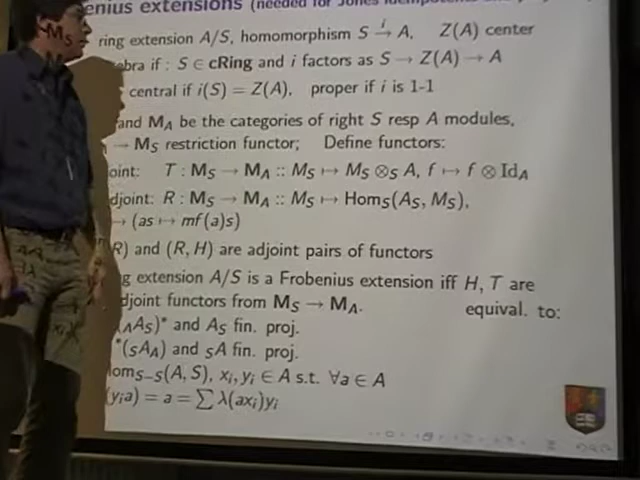 enius extensions (needed for Jones idempotents
ring extension A/S, homomorphism S →ⁱ A, Z(A) center
bra if : S ∈ cRing and i factors as S → Z(A) → A
central if i(S) = Z(A), proper if i is 1-1
and M_A be the categories of right S resp A modules,
→ M_S restriction functor; Define functors:
oint: T : M_S → M_A :: M_S ↦ M_S ⊗_S A, f ↦ f ⊗ Id_A
djoint: R : M_S → M_A :: M_S ↦ Hom_S(A_S, M_S),
↦ (as ↦ mf(a)s)
R) and (R, H) are adjoint pairs of functors
g extension A/S is a Frobenius extension iff H, T are
djoint functors from M_S → M_A. equival. to:
(_AA_S)* and A_S fin. proj.
*(_SA_A) and _SA fin. proj.
om_{S−S}(A, S), x_i, y_i ∈ A s.t. ∀a ∈ A
(y_ia) = a = ∑ λ(ax_i)y_i